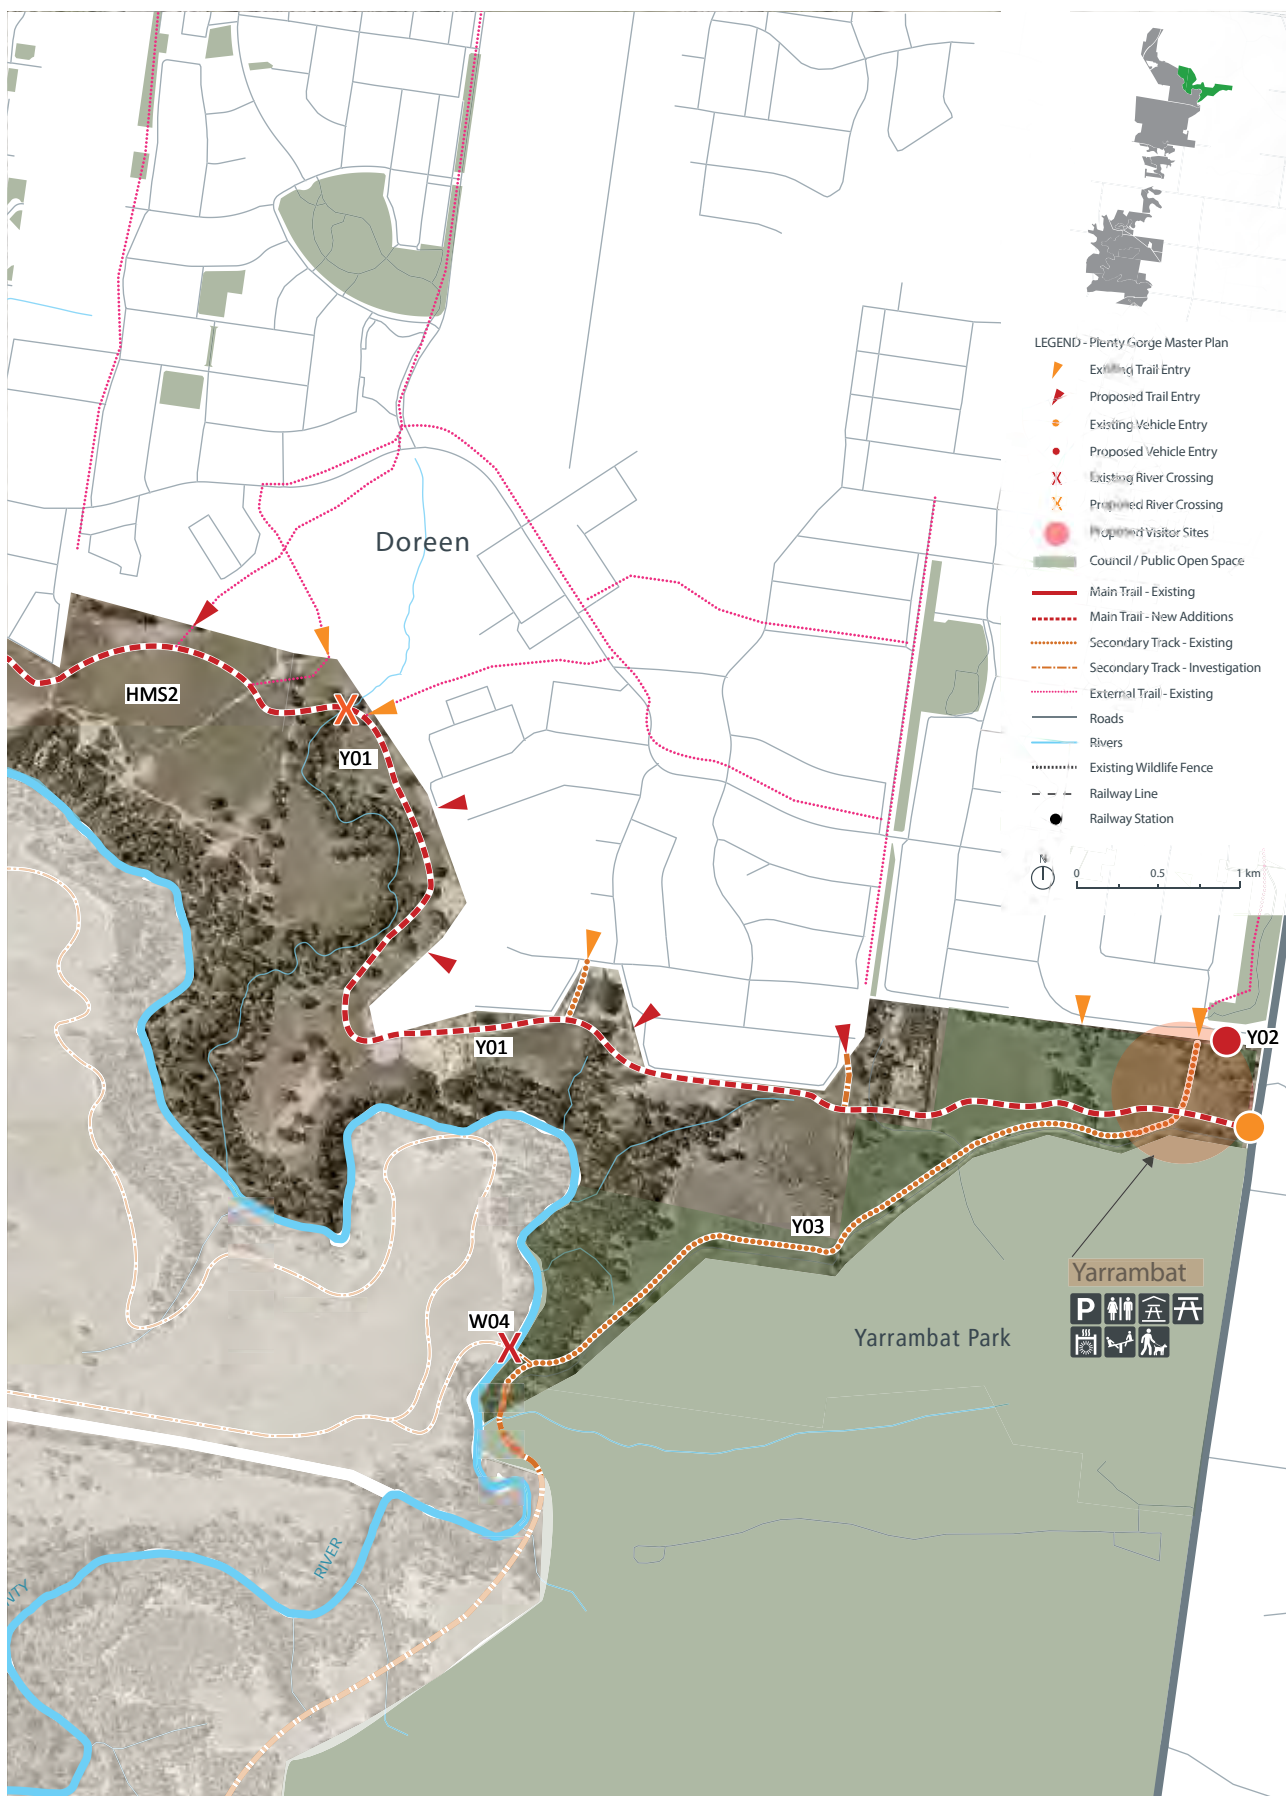 LEGEND - Plenty Gorge Master Plan
Existing Trail Entry
Proposed Trail Entry
Existing Vehicle Entry
Proposed Vehicle Entry
Existing River Crossing
Proposed River Crossing
Proposed Visitor Sites
Council / Public Open Space
Main Trail - Existing
Main Trail - New Additions
Secondary Track - Existing
Secondary Track - Investigation
External Trail - Existing
Roads
Rivers
Existing Wildlife Fence
Railway Line
Railway Station
N
0 0.5 1 km
Doreen
HMS2
Y01
Y01
Y02
Y03
Yarrambat
P
W04
Yarrambat Park
RIVER
NTY